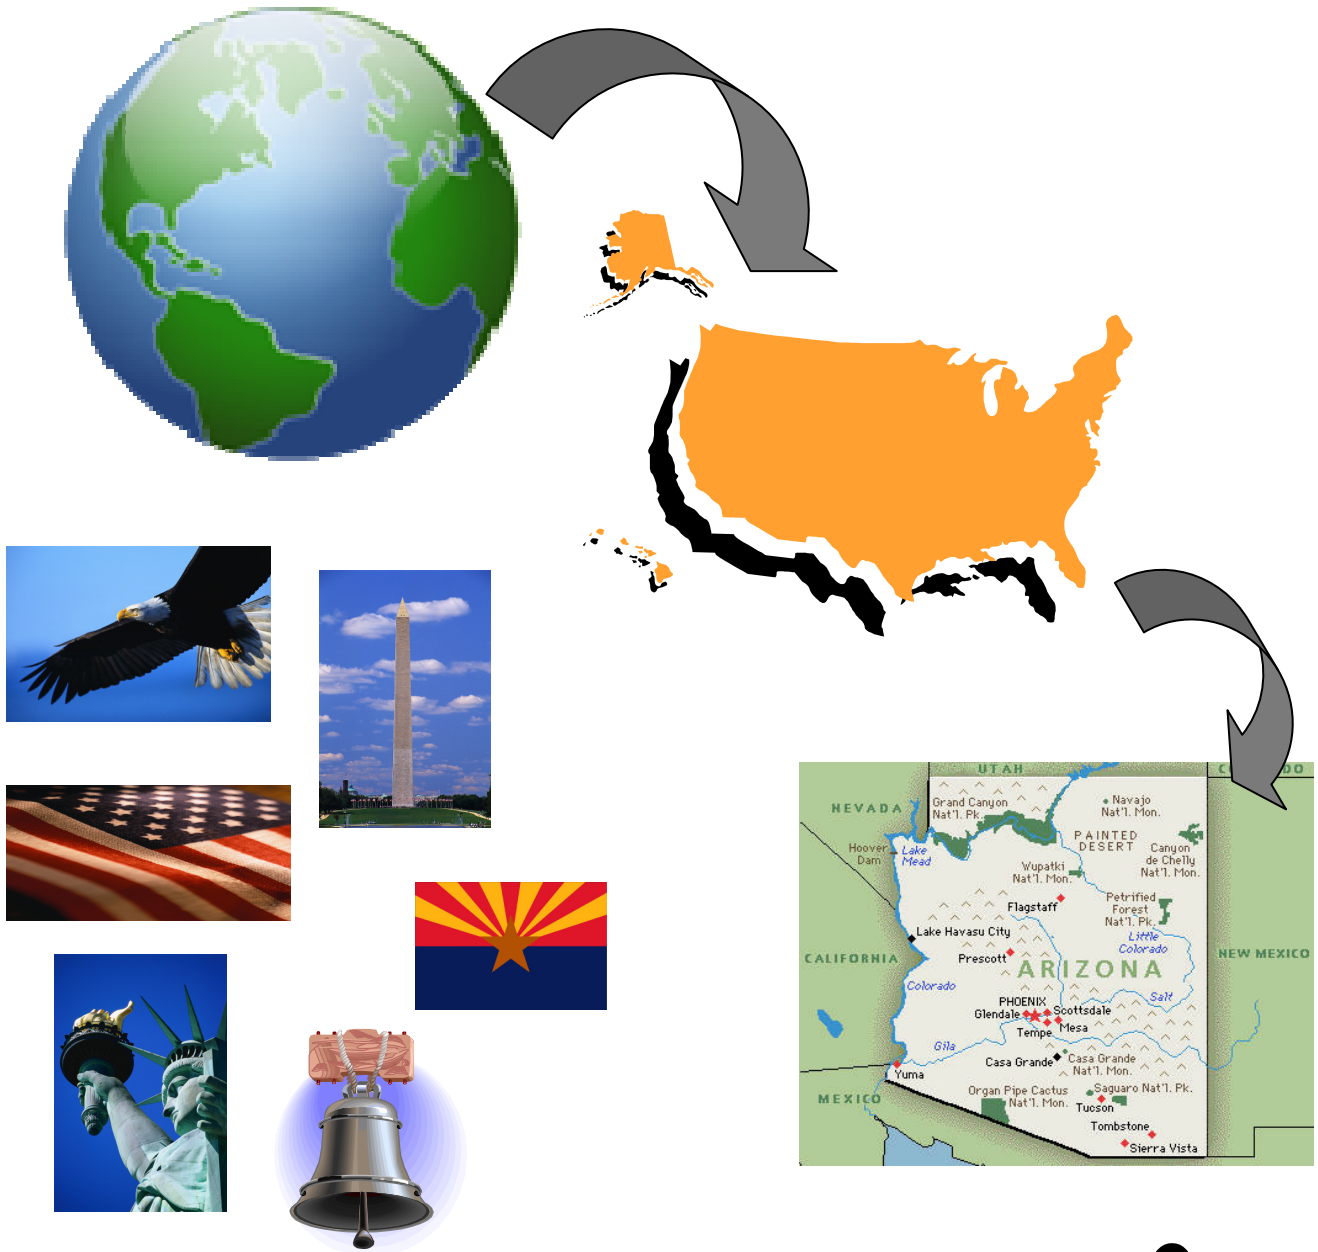 UTAH
CO
DO
NEVADA
Grand Canyon
Nat'l. Pk.
Navajo
Nat'l. Mon.
PAINTED
DESERT
Hoover
Dam
Lake
Mead
Canyon
de Chelly
Nat'l. Mon.
Wupatki
Nat'l. Mon.
Flagstaff
Petrified
Forest
Nat'l. Pk.
Lake Havasu City
Little
Colorado
CALIFORNIA
Prescott
ARIZONA
NEW MEXICO
Colorado
Salt
PHOENIX
Glendale
Scottsdale
Tempe
Mesa
Gila
Casa Grande
Casa Grande
Nat'l. Mon.
Yuma
MEXICO
Organ Pipe Cactus
Nat'l. Mon.
Saguaro Nat'l. Pk.
Tucson
Tombstone
Sierra Vista